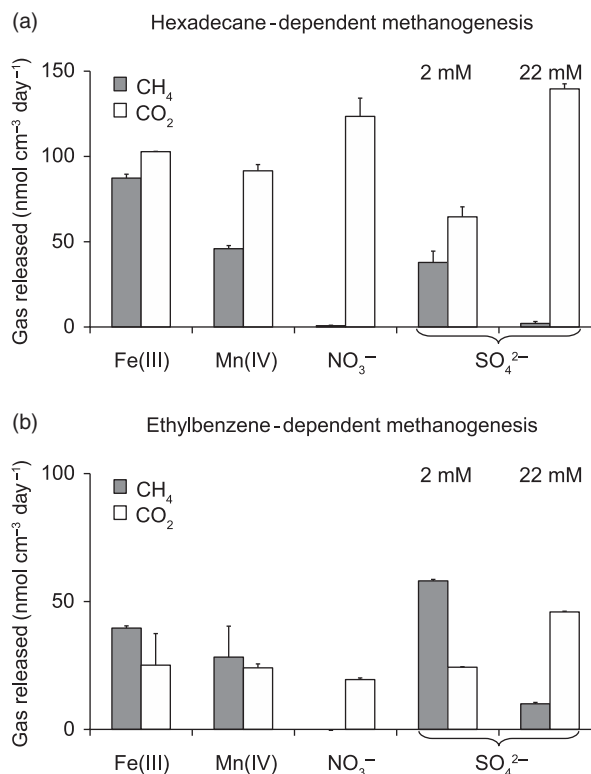 (a) Hexadecane-dependent methanogenesis
150
100
50
0
Gas released (nmol cm⁻³ day⁻¹)
CH₄
CO₂
2 mM 22 mM
Fe(III) Mn(IV) NO₃⁻ SO₄²⁻
(b) Ethylbenzene-dependent methanogenesis
100
50
0
Gas released (nmol cm⁻³ day⁻¹)
CH₄
CO₂
2 mM 22 mM
Fe(III) Mn(IV) NO₃⁻ SO₄²⁻